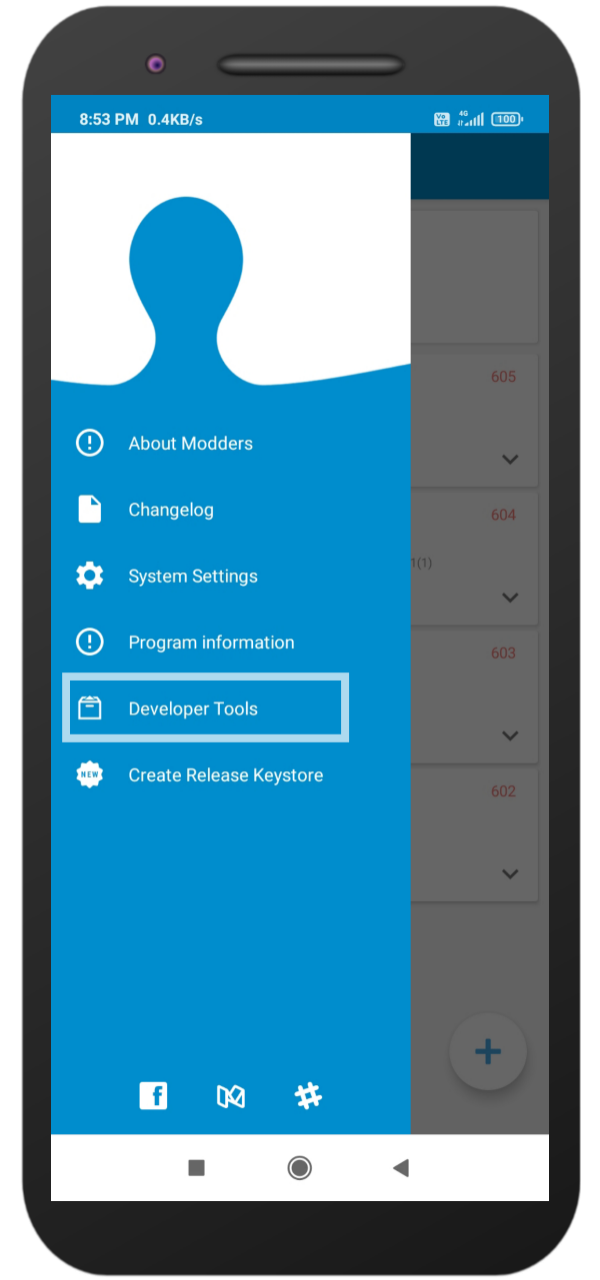 8:53 PM 0.4KB/s Vo LTE 4G 100
605
About Modders
Changelog
604
1(1)
System Settings
Program information
603
Developer Tools
NEW Create Release Keystore
602
f